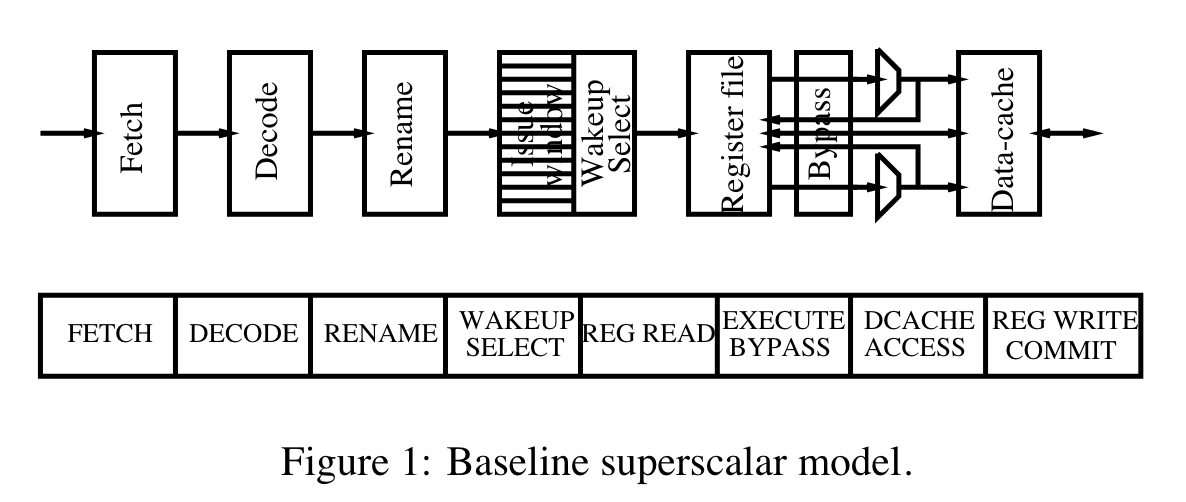 Fetch
Decode
Rename
Issue
window
Wakeup
Select
Register file
Bypass
Data-cache
FETCH
DECODE
RENAME
WAKEUP
SELECT
REG READ
EXECUTE
BYPASS
DCACHE
ACCESS
REG WRITE
COMMIT
Figure 1: Baseline superscalar model.